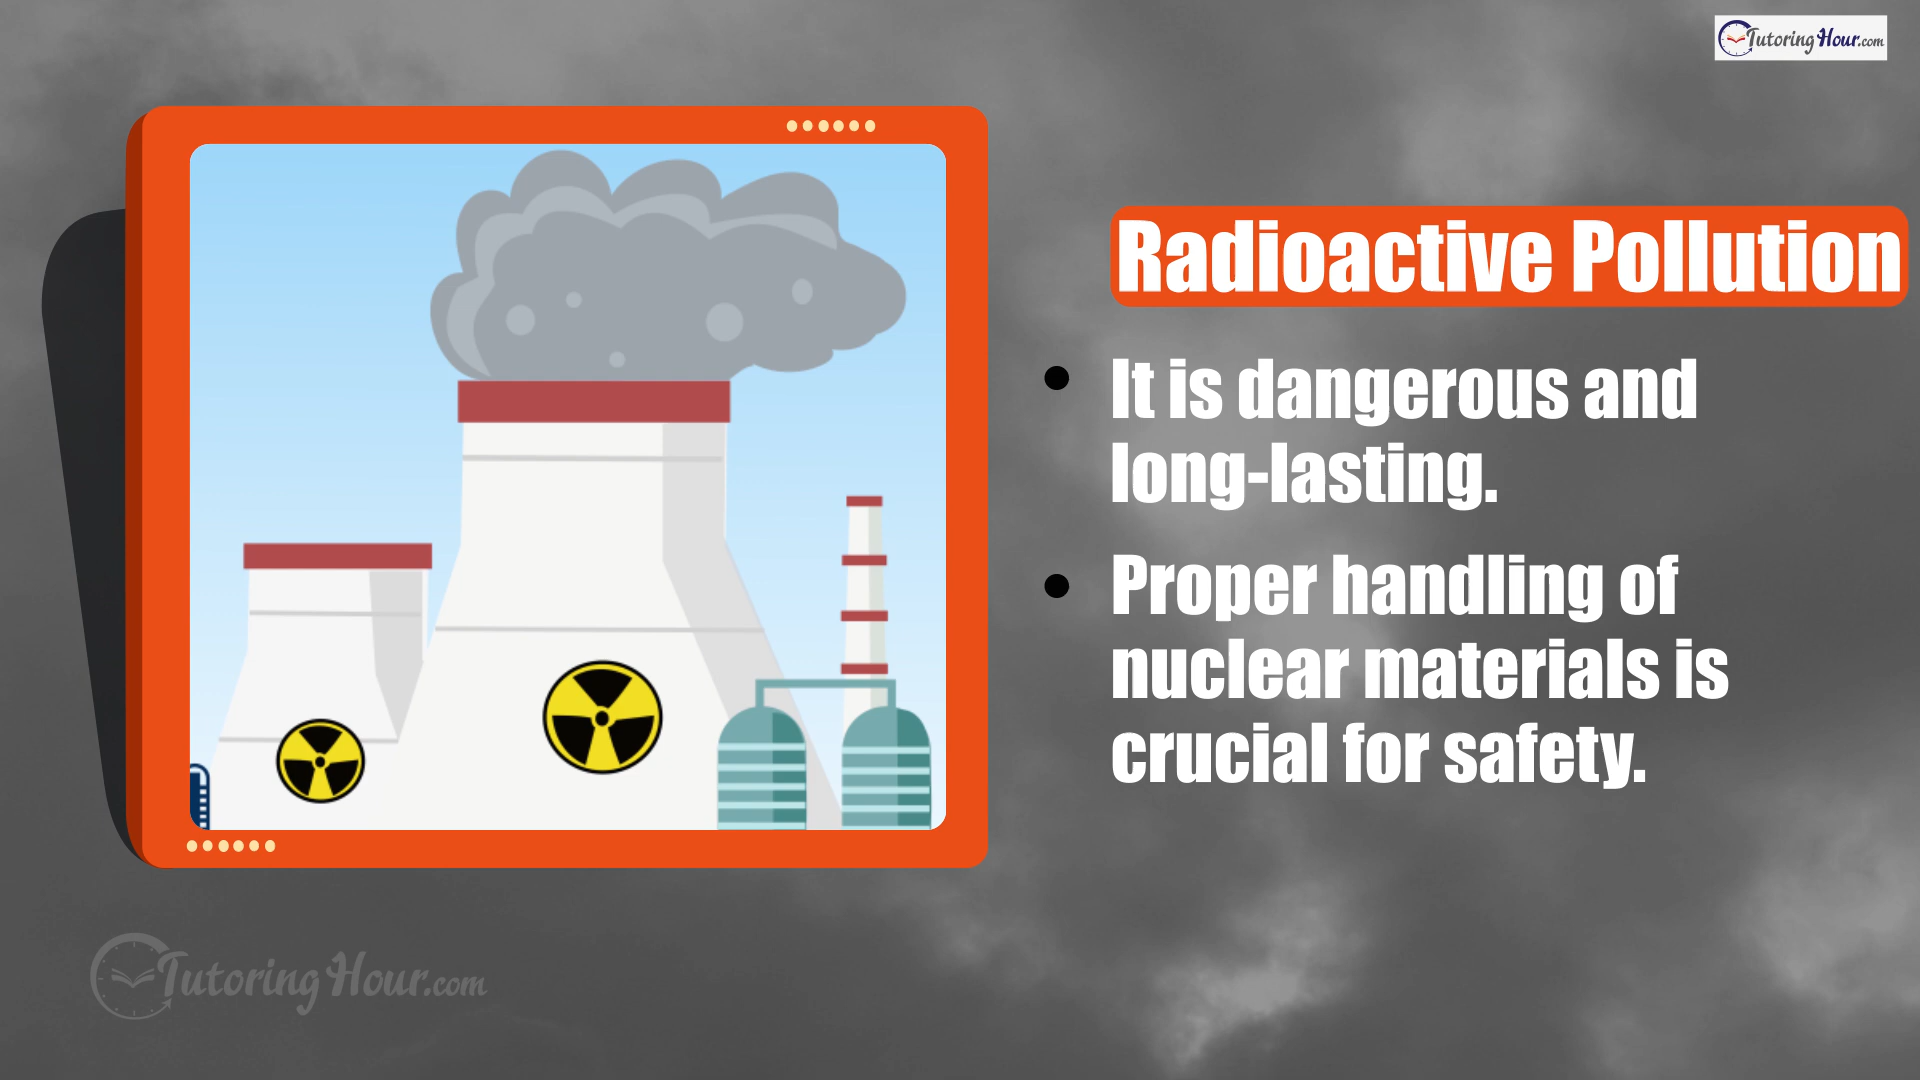 TutoringHour.com
Radioactive Pollution
• It is dangerous and
long-lasting.
• Proper handling of
nuclear materials is
crucial for safety.
TutoringHour.com